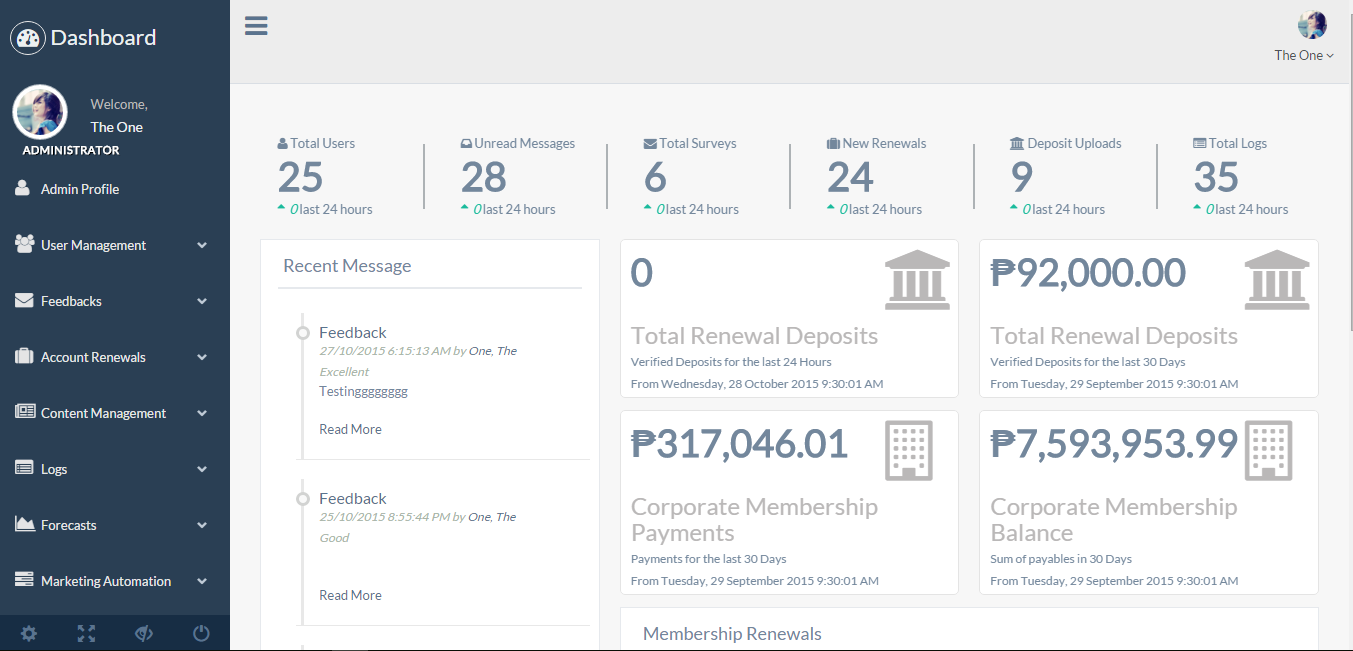 Dashboard
Welcome,
The One
ADMINISTRATOR
Admin Profile
User Management
Feedbacks
Account Renewals
Content Management
Logs
Forecasts
Marketing Automation
The One
Total Users
25
0last 24 hours
Unread Messages
28
0last 24 hours
Total Surveys
6
0last 24 hours
New Renewals
24
0last 24 hours
Deposit Uploads
9
0last 24 hours
Total Logs
35
0last 24 hours
Recent Message
Feedback
27/10/2015 6:15:13 AM by One, The
Excellent
Testinggggggggg
Read More
Feedback
25/10/2015 8:55:44 PM by One, The
Good
Read More
0
Total Renewal Deposits
Verified Deposits for the last 24 Hours
From Wednesday, 28 October 2015 9:30:01 AM
₱92,000.00
Total Renewal Deposits
Verified Deposits for the last 30 Days
From Tuesday, 29 September 2015 9:30:01 AM
₱317,046.01
Corporate Membership
Payments
Payments for the last 30 Days
From Tuesday, 29 September 2015 9:30:01 AM
₱7,593,953.99
Corporate Membership
Balance
Sum of payables in 30 Days
From Tuesday, 29 September 2015 9:30:01 AM
Membership Renewals